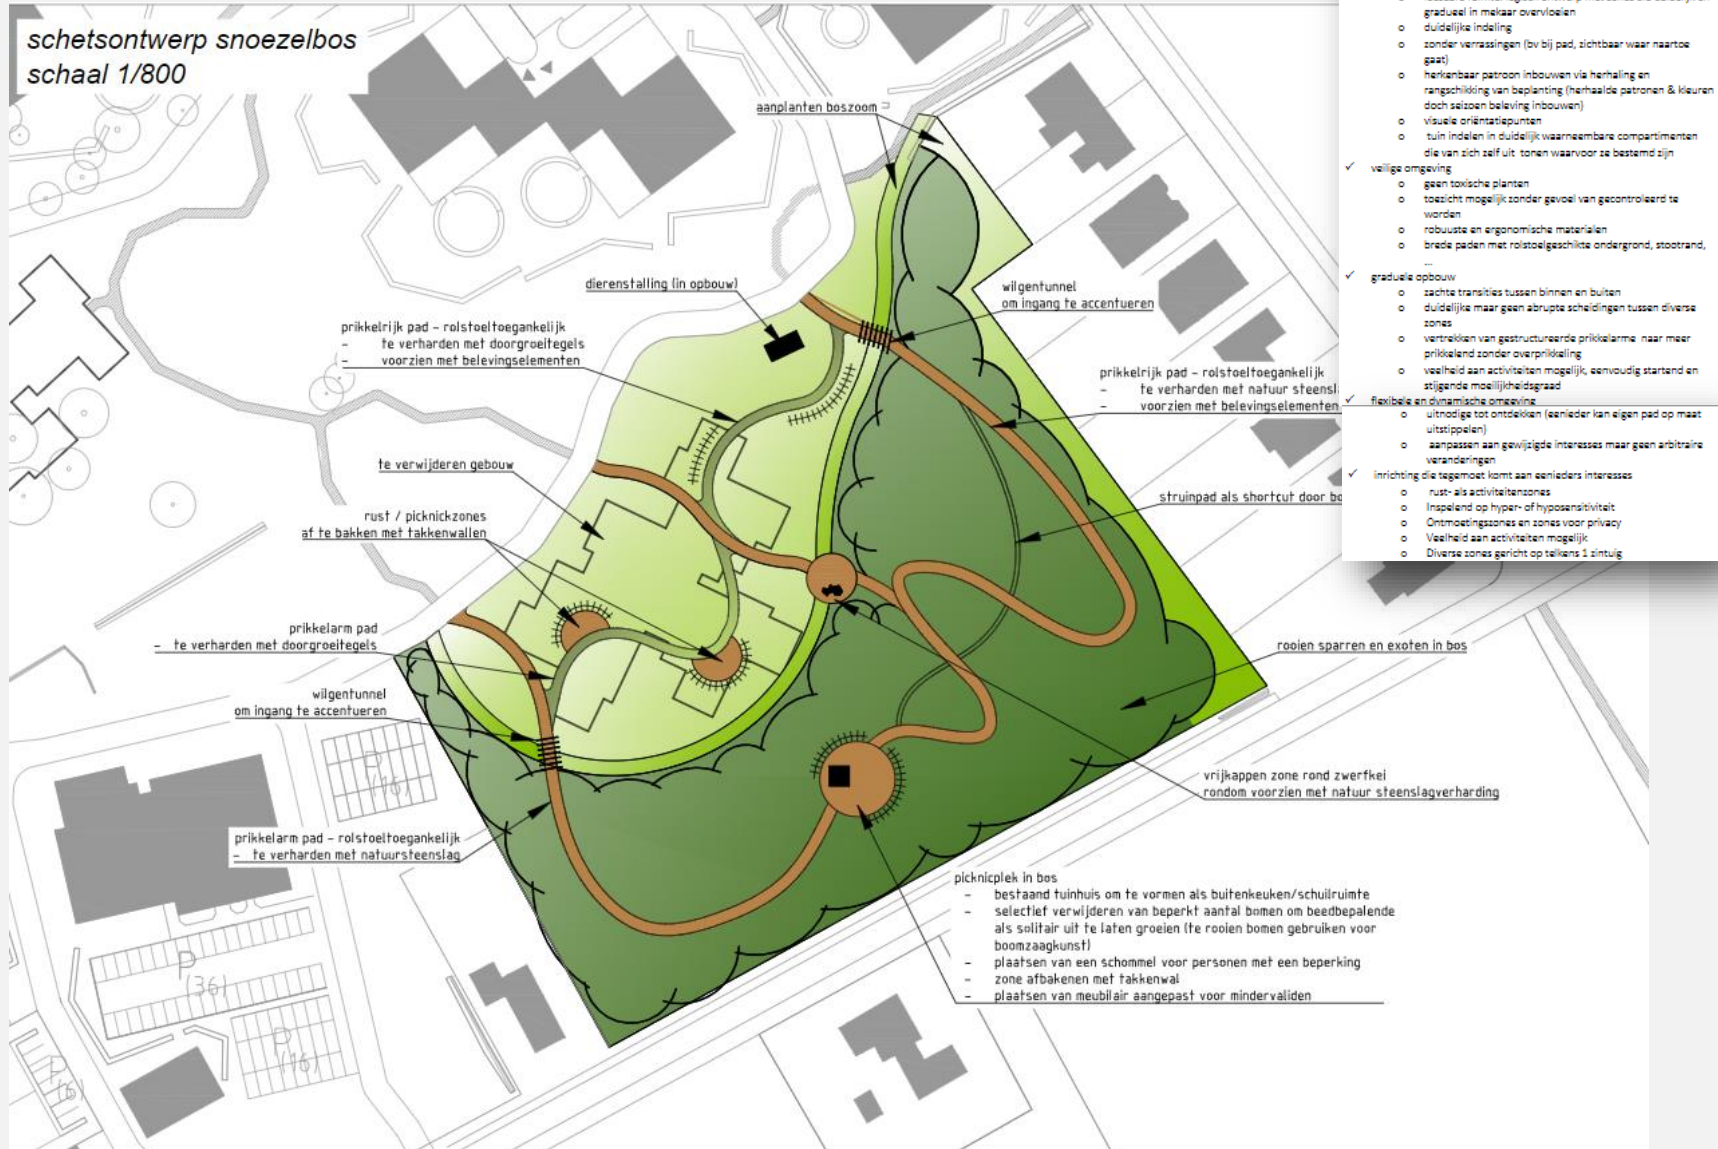 schetsontwerp snoezelbos
schaal 1/800
aanplanten boszoom
dierenstalling (in opbouw)
wilgentunnel
om ingang te accentueren
prikkelrijk pad - rolstoeltoegankelijk
- te verharden met doorgroeitegels
- voorzien met belevingselementen
prikkelrijk pad - rolstoeltoegankelijk
- te verharden met natuur steensla
- voorzien met belevingselementen
te verwijderen gebouw
struinpad als shortcut door bo
rust / picknickzones
af te bakken met takkenwallen
prikkelarm pad
- te verharden met doorgroeitegels
rooien sparren en exoten in bos
wilgentunnel
om ingang te accentueren
vrijkappen zone rond zwerfkei
rondom voorzien met natuur steenslagverharding
prikkelarm pad - rolstoeltoegankelijk
- te verharden met natuursteenslag
picknicplek in bos
- bestaand tuinhuis om te vormen als buitenkeuken/schuilruimte
- selectief verwijderen van beperkt aantal bomen om beedbepalende
als solitair uit te laten groeien (te rooien bomen gebruiken voor
boomzaagkunst)
- plaatsen van een schommel voor personen met een beperking
- zone afbakenen met takkenwal
- plaatsen van meubilair aangepast voor mindervaliden
P
(16)
P
(36)
P
(16)
P
(6)
gradueel in mekaar overvloeien
o duidelijke indeling
o zonder verrassingen (bv bij pad, zichtbaar waar naartoe
gaat)
o herkenbaar patroon inbouwen via herhaling en
rangschikking van beplanting (herhaalde patronen & kleuren
doch seizoen beleving inbouwen)
o visuele oriëntatiepunten
o tuin indelen in duidelijk waarneembare compartimenten
die van zich zelf uit tonen waarvoor ze bestemd zijn
✓ veilige omgeving
o geen toxische planten
o toezicht mogelijk zonder gevoel van gecontroleerd te
worden
o robuuste en ergonomische materialen
o brede paden met rolstoelgeschikte ondergrond, stootrand,
...
✓ graduele opbouw
o zachte transities tussen binnen en buiten
o duidelijke maar geen abrupte scheidingen tussen diverse
zones
o vertrekken van gestructureerde prikkelarme naar meer
prikkelend zonder overprikkeling
o veelheid aan activiteiten mogelijk, eenvoudig startend en
stijgende moeilijkheidsgraad
✓ flexibele en dynamische omgeving
o uitnodige tot ontdekken (eenieder kan eigen pad op maat
uitstippelen)
o aanpassen aan gewijzigde interesses maar geen arbitraire
veranderingen
✓ inrichting die tegemoet komt aan eenieders interesses
o rust- als activiteitenzones
o Inspelend op hyper- of hyposensitiviteit
o Ontmoetingszones en zones voor privacy
o Veelheid aan activiteiten mogelijk
o Diverse zones gericht op telkens 1 zintuig